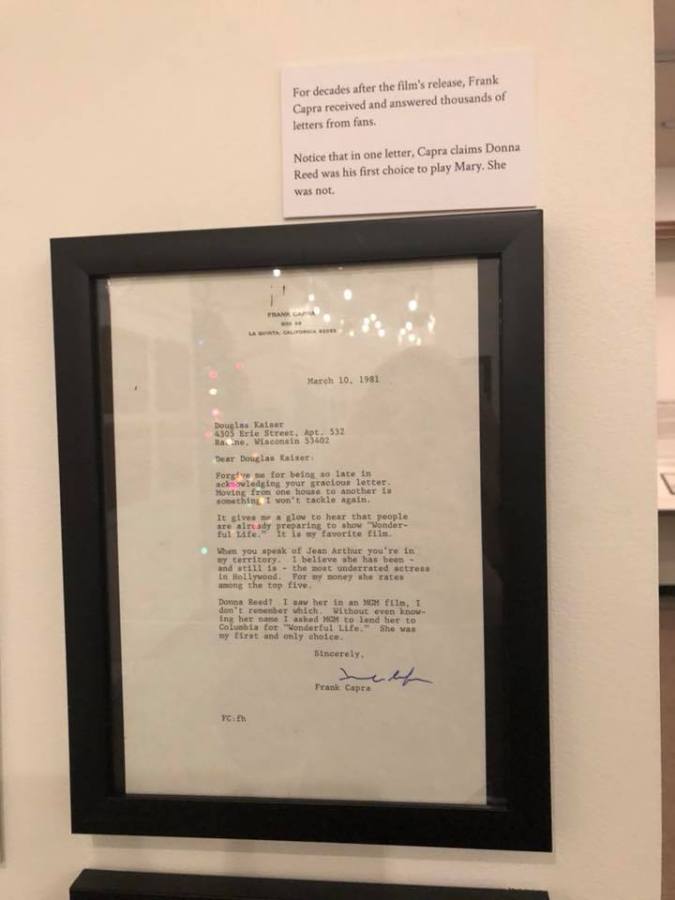 For decades after the film's release, Frank
Capra received and answered thousands of
letters from fans.
Notice that in one letter, Capra claims Donna
Reed was his first choice to play Mary. She
was not.
FRANK CAPRA
BOX 98
LA QUINTA, CALIFORNIA
March 10, 1981
Douglas Kaiser
4305 Erie Street, Apt. 532
Racine, Wisconsin 53402
Dear Douglas Kaiser:
Forgive me for being so late in
acknowledging your gracious letter.
Moving from one house to another is
something I won't tackle again.
It gives me a glow to hear that people
are already preparing to show "Wonder-
ful Life." It is my favorite film.
When you speak of Jean Arthur you're in
my territory. I believe she has been -
and still is - the most underrated actress
in Hollywood. For my money she rates
among the top five.
Donna Reed? I saw her in an MGM film, I
don't remember which. Without even know-
ing her name I asked MGM to lend her to
Columbia for "Wonderful Life." She was
my first and only choice.
Sincerely,
Frank Capra
FC:fh